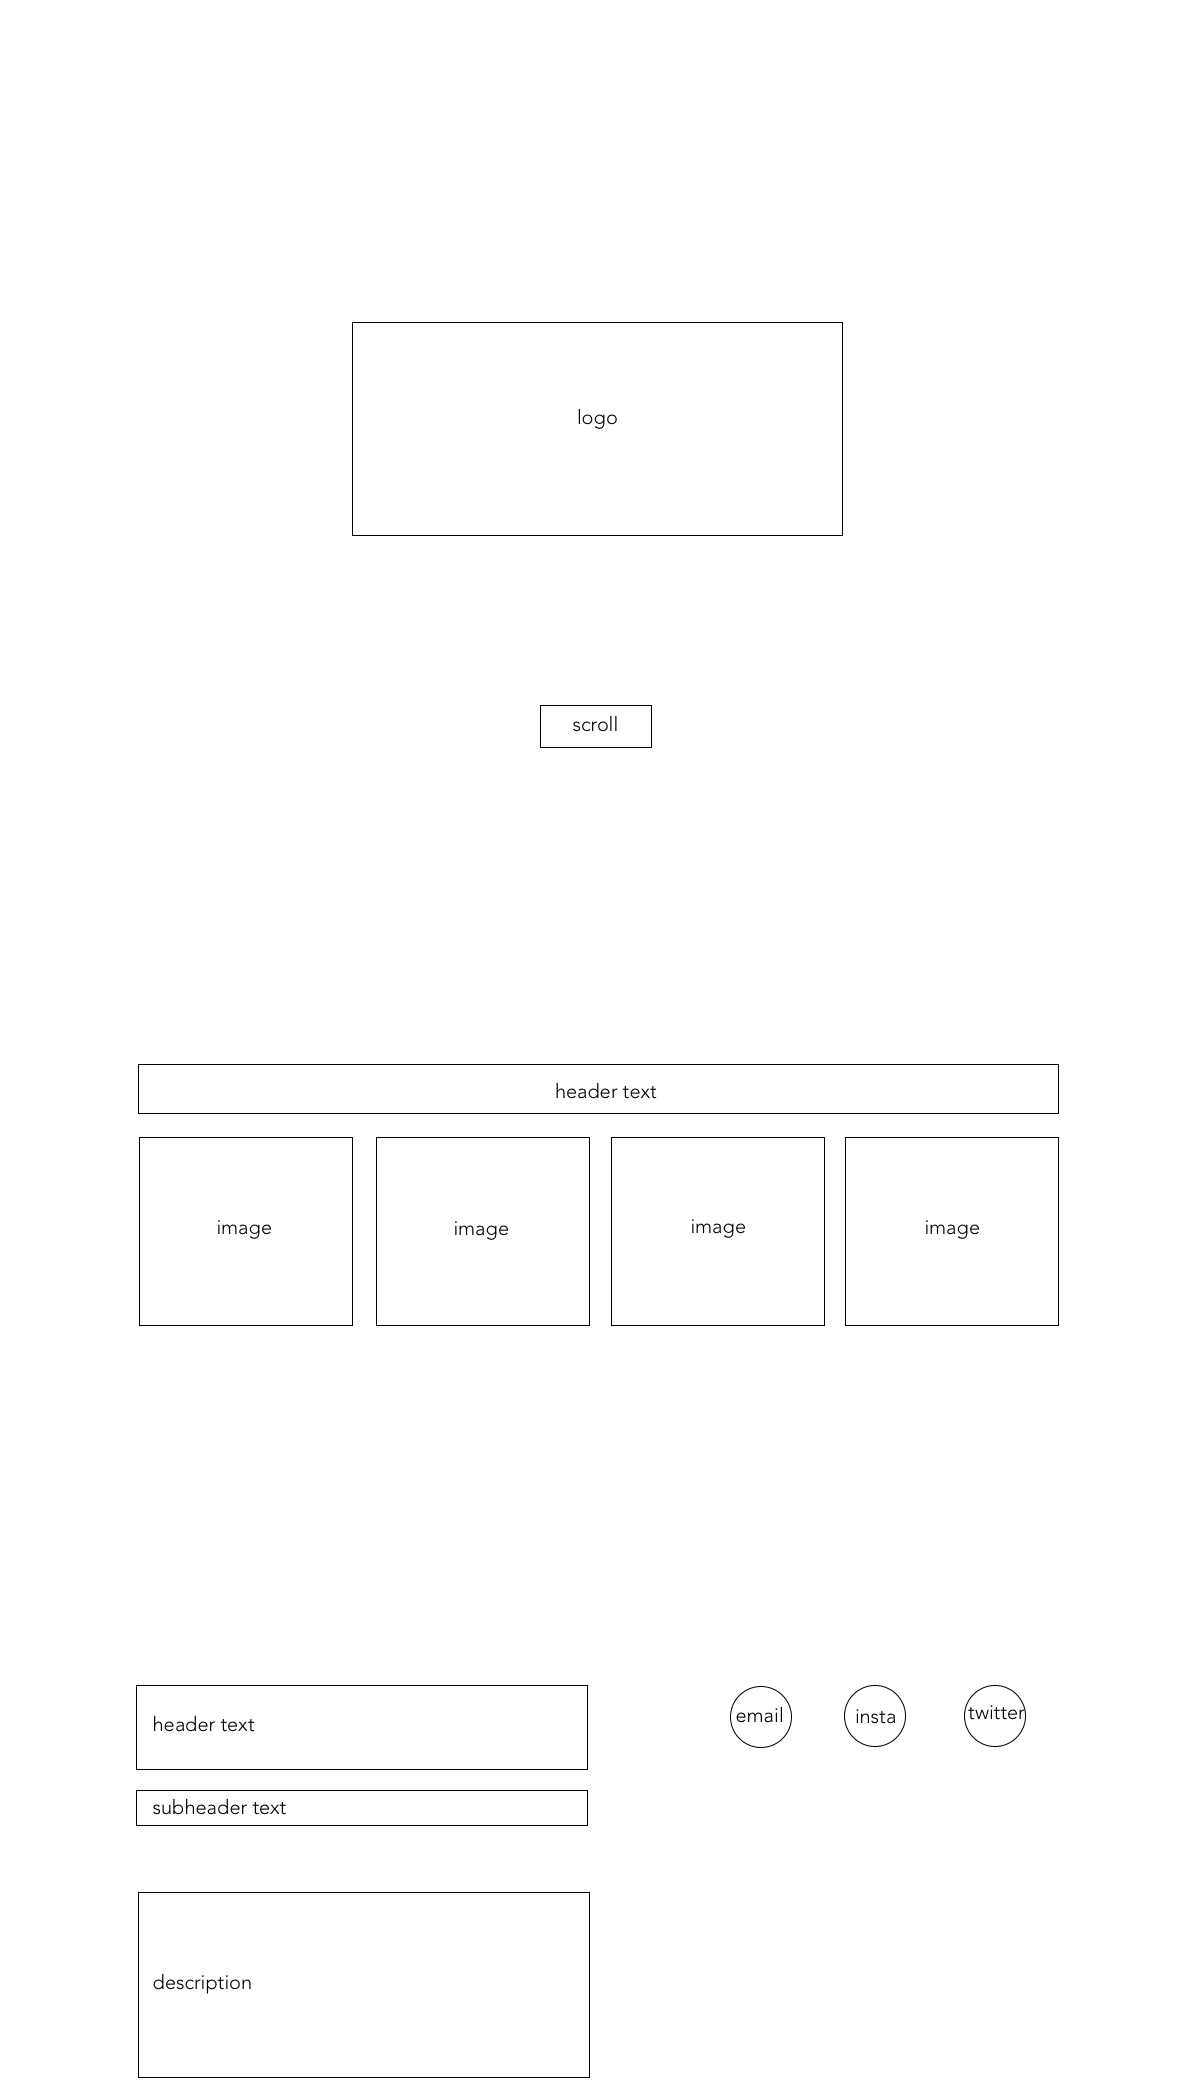 logo
scroll
header text
image
image
image
image
header text
email
insta
twitter
subheader text
description